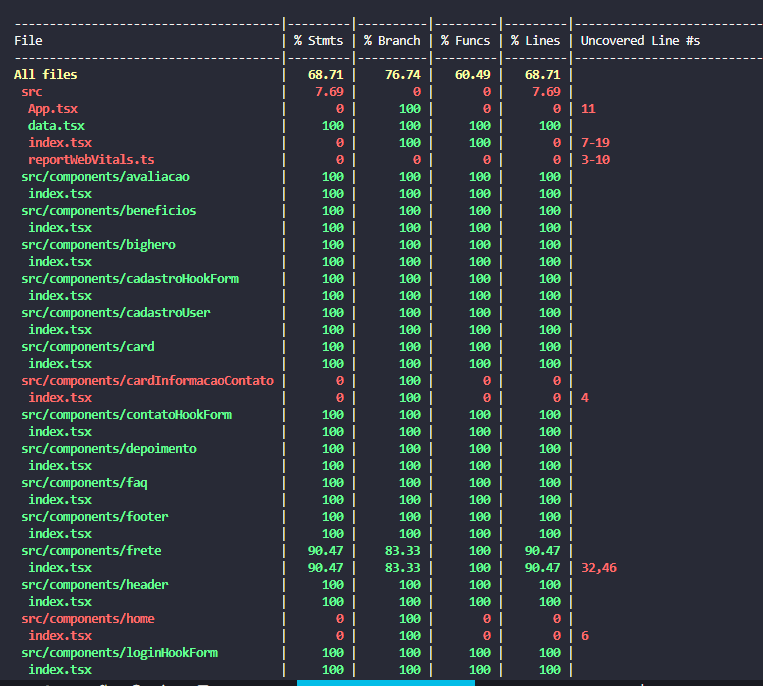 -------------------------------------|---------|----------|---------|---------|---------------------------
File | % Stmts | % Branch | % Funcs | % Lines | Uncovered Line #s
-------------------------------------|---------|----------|---------|---------|---------------------------
All files | 68.71 | 76.74 | 60.49 | 68.71 |
src | 7.69 | 0 | 0 | 7.69 |
App.tsx | 0 | 100 | 0 | 0 | 11
data.tsx | 100 | 100 | 100 | 100 |
index.tsx | 0 | 100 | 100 | 0 | 7-19
reportWebVitals.ts | 0 | 0 | 0 | 0 | 3-10
src/components/avaliacao | 100 | 100 | 100 | 100 |
index.tsx | 100 | 100 | 100 | 100 |
src/components/beneficios | 100 | 100 | 100 | 100 |
index.tsx | 100 | 100 | 100 | 100 |
src/components/bighero | 100 | 100 | 100 | 100 |
index.tsx | 100 | 100 | 100 | 100 |
src/components/cadastroHookForm | 100 | 100 | 100 | 100 |
index.tsx | 100 | 100 | 100 | 100 |
src/components/cadastroUser | 100 | 100 | 100 | 100 |
index.tsx | 100 | 100 | 100 | 100 |
src/components/card | 100 | 100 | 100 | 100 |
index.tsx | 100 | 100 | 100 | 100 |
src/components/cardInformacaoContato | 0 | 100 | 0 | 0 |
index.tsx | 0 | 100 | 0 | 0 | 4
src/components/contatoHookForm | 100 | 100 | 100 | 100 |
index.tsx | 100 | 100 | 100 | 100 |
src/components/depoimento | 100 | 100 | 100 | 100 |
index.tsx | 100 | 100 | 100 | 100 |
src/components/faq | 100 | 100 | 100 | 100 |
index.tsx | 100 | 100 | 100 | 100 |
src/components/footer | 100 | 100 | 100 | 100 |
index.tsx | 100 | 100 | 100 | 100 |
src/components/frete | 90.47 | 83.33 | 100 | 90.47 |
index.tsx | 90.47 | 83.33 | 100 | 90.47 | 32,46
src/components/header | 100 | 100 | 100 | 100 |
index.tsx | 100 | 100 | 100 | 100 |
src/components/home | 0 | 100 | 0 | 0 |
index.tsx | 0 | 100 | 0 | 0 | 6
src/components/loginHookForm | 100 | 100 | 100 | 100 |
index.tsx | 100 | 100 | 100 | 100 |